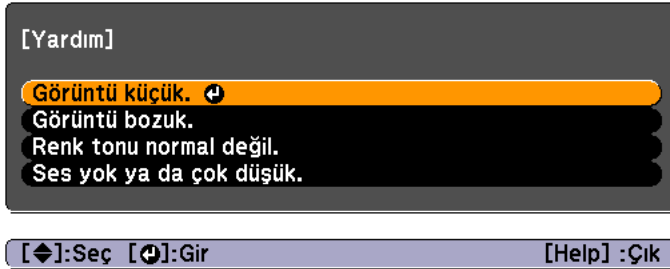 [Yardım]
Görüntü küçük.
Görüntü bozuk.
Renk tonu normal değil.
Ses yok ya da çok düşük.
[◆]:Seç [↵]:Gir [Help] :Çık